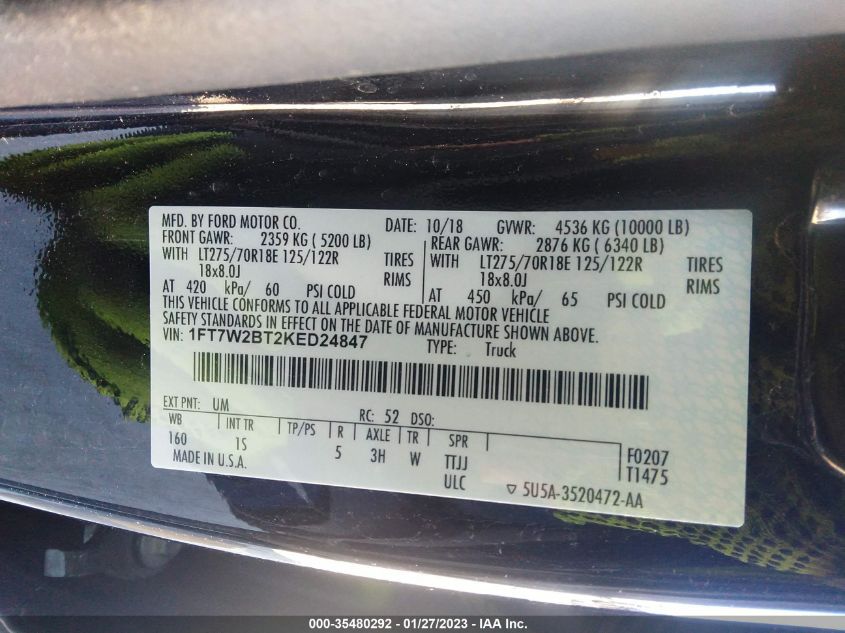 MFD. BY FORD MOTOR CO. DATE: 10/18 GVWR: 4536 KG (10000 LB)
FRONT GAWR: 2359 KG ( 5200 LB) REAR GAWR: 2876 KG ( 6340 LB)
WITH LT275/70R18E 125/122R TIRES WITH LT275/70R18E 125/122R TIRES
18x8.0J RIMS 18x8.0J RIMS
AT 420 kPa/ 60 PSI COLD AT 450 kPa/ 65 PSI COLD
THIS VEHICLE CONFORMS TO ALL APPLICABLE FEDERAL MOTOR VEHICLE
SAFETY STANDARDS IN EFFECT ON THE DATE OF MANUFACTURE SHOWN ABOVE.
VIN: 1FT7W2BT2KED24847 TYPE: Truck
EXT PNT: UM RC: 52 DSO:
WB INT TR TP/PS R AXLE TR SPR F0207
160 1S 5 3H W TTJJ T1475
MADE IN U.S.A. ULC ▽ 5U5A-3520472-AA
000-35480292 - 01/27/2023 - IAA Inc.